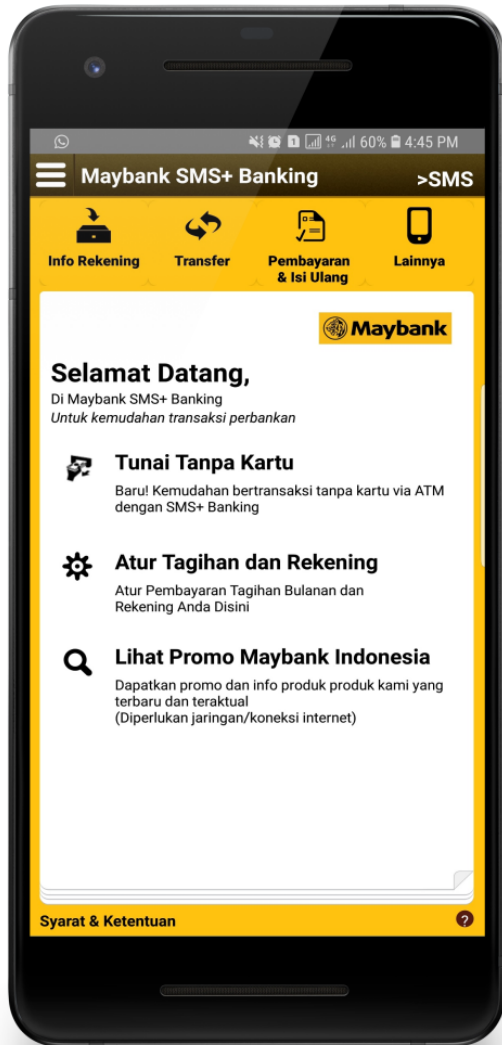 4G 60% 4:45 PM
Maybank SMS+ Banking >SMS
Info Rekening Transfer Pembayaran & Isi Ulang Lainnya
Maybank
Selamat Datang,
Di Maybank SMS+ Banking
Untuk kemudahan transaksi perbankan
Tunai Tanpa Kartu
Baru! Kemudahan bertransaksi tanpa kartu via ATM
dengan SMS+ Banking
Atur Tagihan dan Rekening
Atur Pembayaran Tagihan Bulanan dan
Rekening Anda Disini
Lihat Promo Maybank Indonesia
Dapatkan promo dan info produk produk kami yang
terbaru dan teraktual
(Diperlukan jaringan/koneksi internet)
Syarat & Ketentuan ?